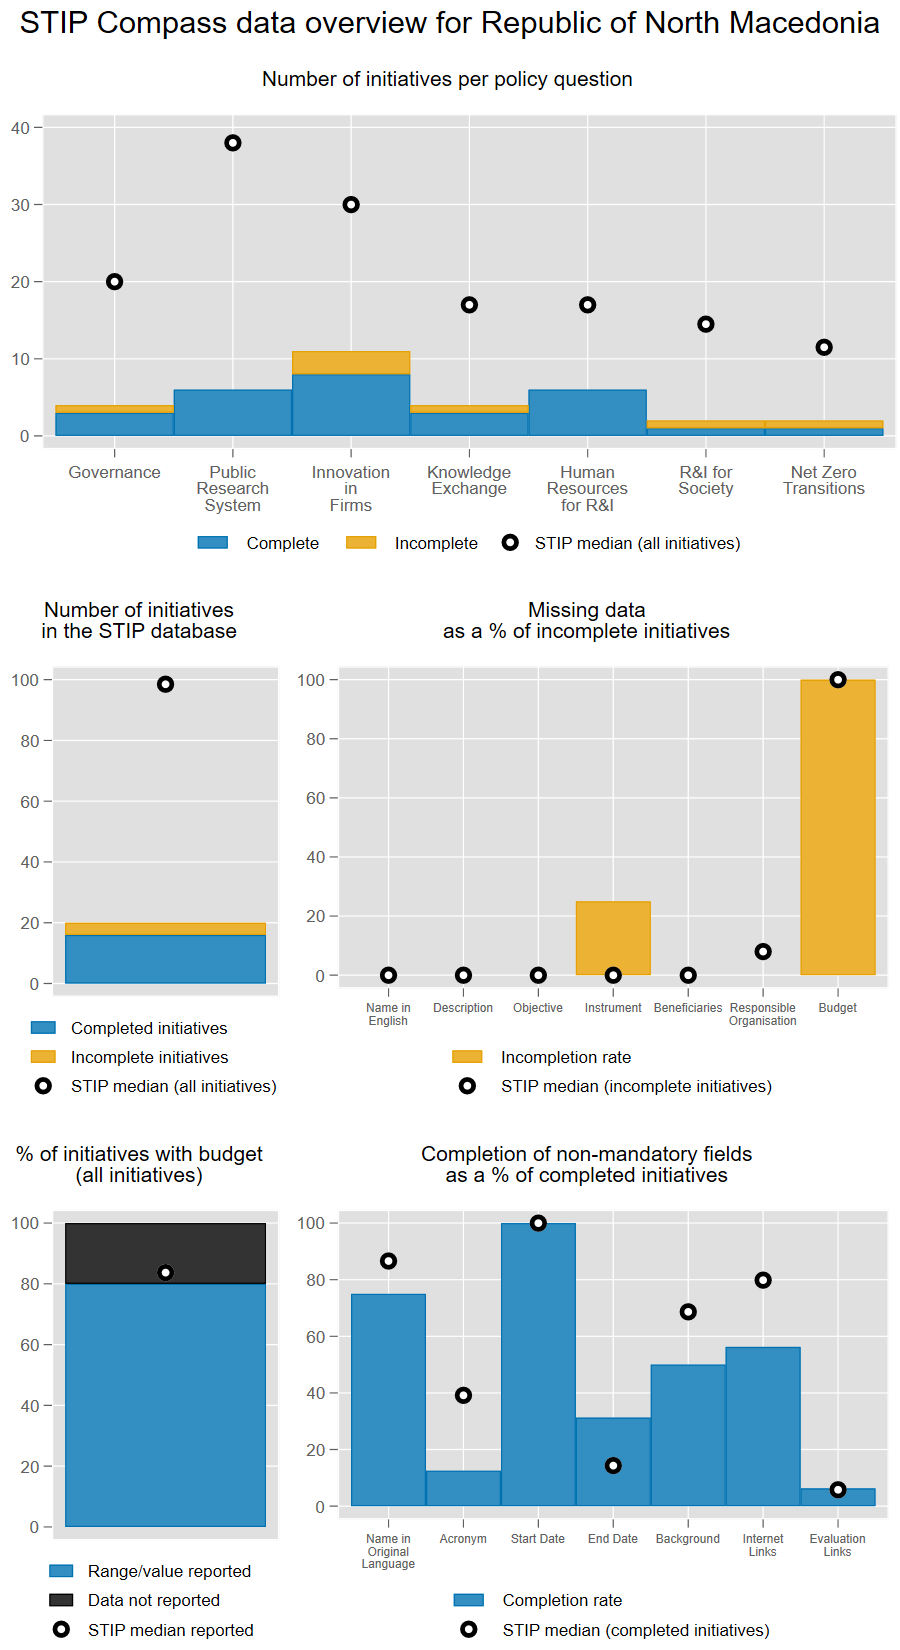 STIP Compass data overview for Republic of North Macedonia
Number of initiatives per policy question
40
30
20
10
0
Governance
Public
Research
System
Innovation
in
Firms
Knowledge
Exchange
Human
Resources
for R&I
R&I for
Society
Net Zero
Transitions
Complete
Incomplete
STIP median (all initiatives)
Number of initiatives
in the STIP database
100
80
60
40
20
0
Completed initiatives
Incomplete initiatives
STIP median (all initiatives)
Missing data
as a % of incomplete initiatives
100
80
60
40
20
0
Name in
English
Description
Objective
Instrument
Beneficiaries
Responsible
Organisation
Budget
Incompletion rate
STIP median (incomplete initiatives)
% of initiatives with budget
(all initiatives)
100
80
60
40
20
0
Range/value reported
Data not reported
STIP median reported
Completion of non-mandatory fields
as a % of completed initiatives
100
80
60
40
20
0
Name in
Original
Language
Acronym
Start Date
End Date
Background
Internet
Links
Evaluation
Links
Completion rate
STIP median (completed initiatives)